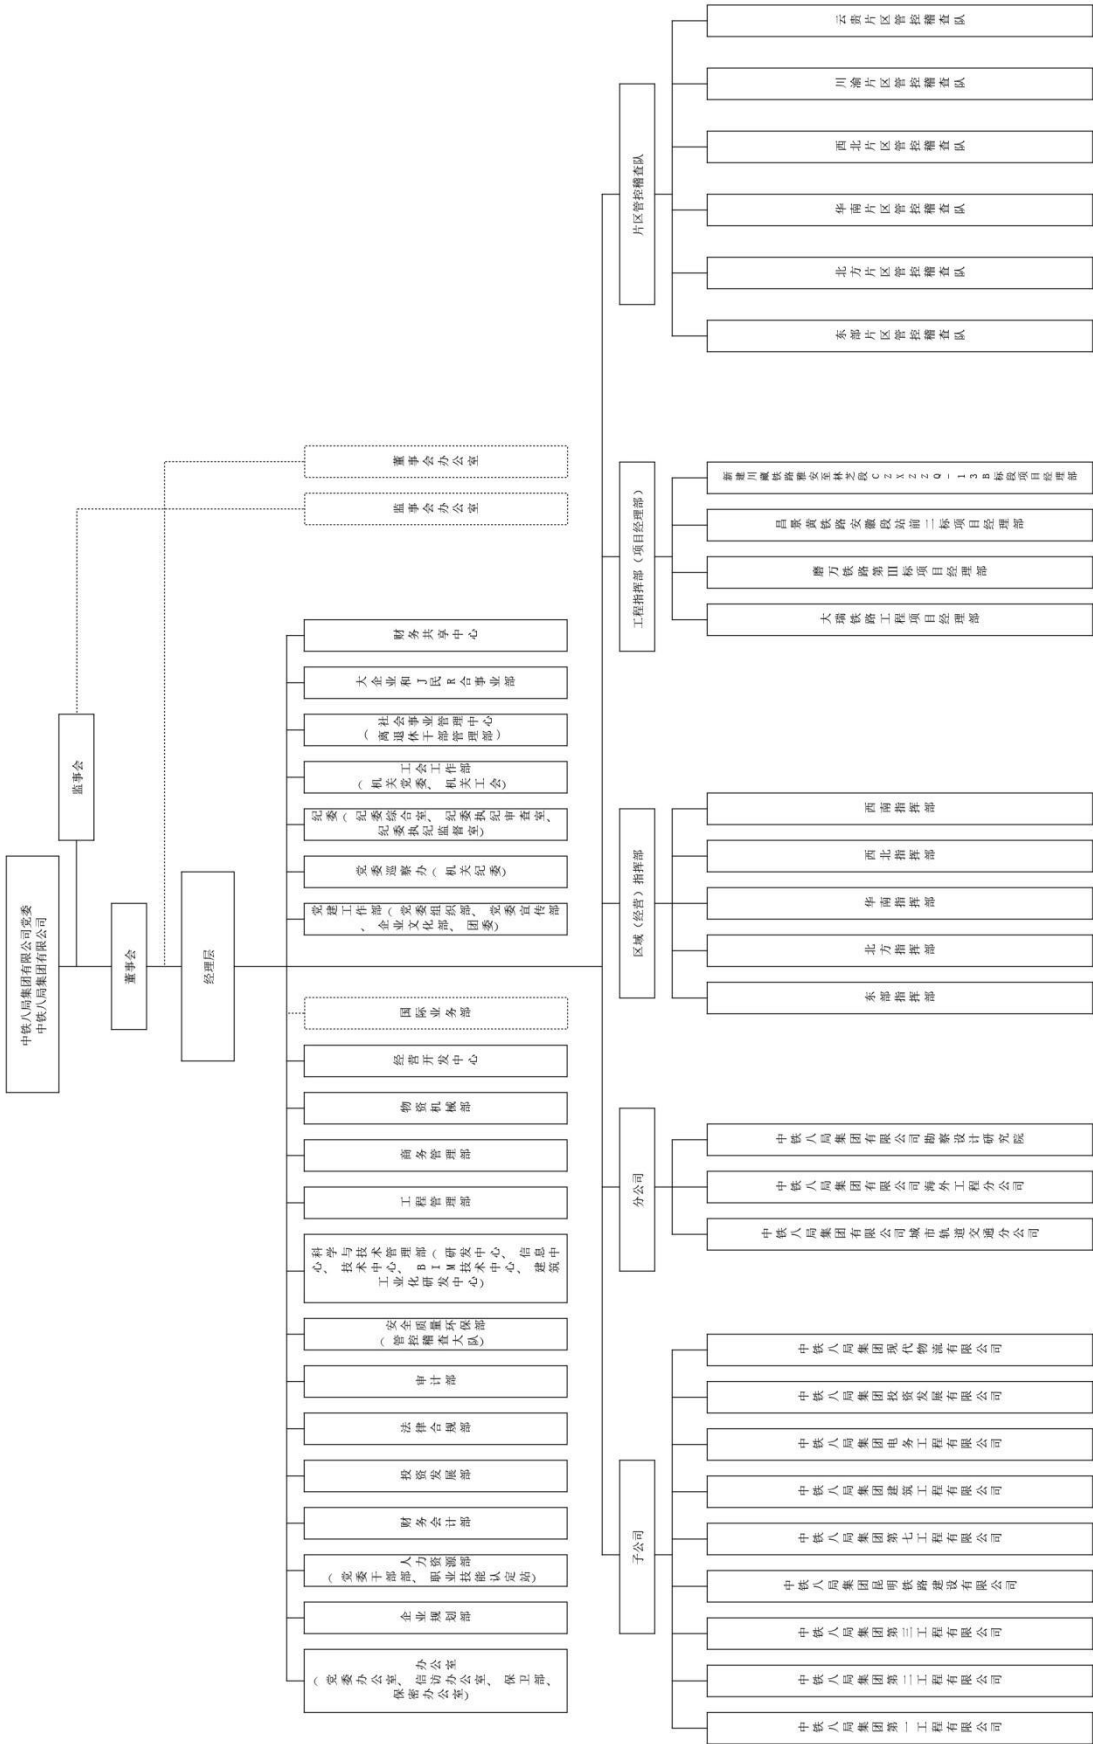 中铁八局集团有限公司党委
中铁八局集团有限公司
监事会
董事会
经理层
办公室
（党委办公室、信访办公室、保卫部、
保密办公室）
企业规划部
人力资源部
（党委干部部、职业技能认定站）
财务会计部
投资发展部
法律合规部
审计部
安全质量环保部
（管控稽查大队）
科学与技术管理部（研发中心、信息中
心、技术中心、BIM技术中心、建筑
工业化研发中心）
工程管理部
商务管理部
物资机械部
经营开发中心
国际业务部
党建工作部（党委组织部、党委宣传部
、企业文化部、团委）
党委巡察办（机关纪委）
纪委（纪委综合室、纪委执纪审查室、
纪委执纪监督室）
工会工作部
（机关党委、机关工会）
社会事业管理中心
（离退休干部管理部）
大企业和J民R合事业部
财务共享中心
监事会办公室
董事会办公室
子公司
分公司
区域（经营）指挥部
工程指挥部（项目经理部）
片区管控稽查队
中铁八局集团第一工程有限公司
中铁八局集团第二工程有限公司
中铁八局集团第三工程有限公司
中铁八局集团昆明铁路建设有限公司
中铁八局集团第七工程有限公司
中铁八局集团建筑工程有限公司
中铁八局集团电务工程有限公司
中铁八局集团投资发展有限公司
中铁八局集团现代物流有限公司
中铁八局集团有限公司城市轨道交通分公司
中铁八局集团有限公司海外工程分公司
中铁八局集团有限公司勘察设计研究院
东部指挥部
北方指挥部
华南指挥部
西北指挥部
西南指挥部
大瑞铁路工程项目经理部
磨万铁路第Ⅲ标项目经理部
昌景黄铁路安徽段站前二标项目经理部
新建川藏铁路雅安至林芝段CZXZZQ-13B标段项目经理部
东部片区管控稽查队
北方片区管控稽查队
华南片区管控稽查队
西北片区管控稽查队
川渝片区管控稽查队
云贵片区管控稽查队